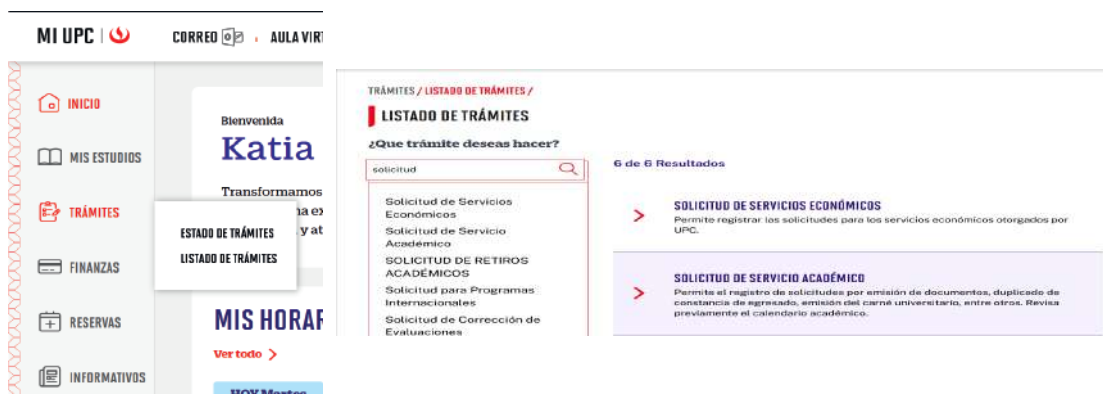 MI UPC
CORREO
AULA VIRT
INICIO
MIS ESTUDIOS
TRÁMITES
FINANZAS
RESERVAS
INFORMATIVOS
Bienvenida
Katia
Transformamos
na ex
y at
ESTADO DE TRÁMITES
LISTADO DE TRÁMITES
MIS HORAR
Ver todo
HOY Martes
TRÁMITES / LISTADO DE TRÁMITES /
LISTADO DE TRÁMITES
¿Que trámite deseas hacer?
solicitud
Solicitud de Servicios
Económicos
Solicitud de Servicio
Académico
SOLICITUD DE RETIROS
ACADÉMICOS
Solicitud para Programas
Internacionales
Solicitud de Corrección de
Evaluaciones
6 de 6 Resultados
SOLICITUD DE SERVICIOS ECONÓMICOS
Permite registrar las solicitudes para los servicios económicos otorgados por
UPC.
SOLICITUD DE SERVICIO ACADÉMICO
Permite el registro de solicitudes por emisión de documentos, duplicado de
constancia de egresado, emisión del carné universitario, entre otros. Revisa
previamente el calendario académico.